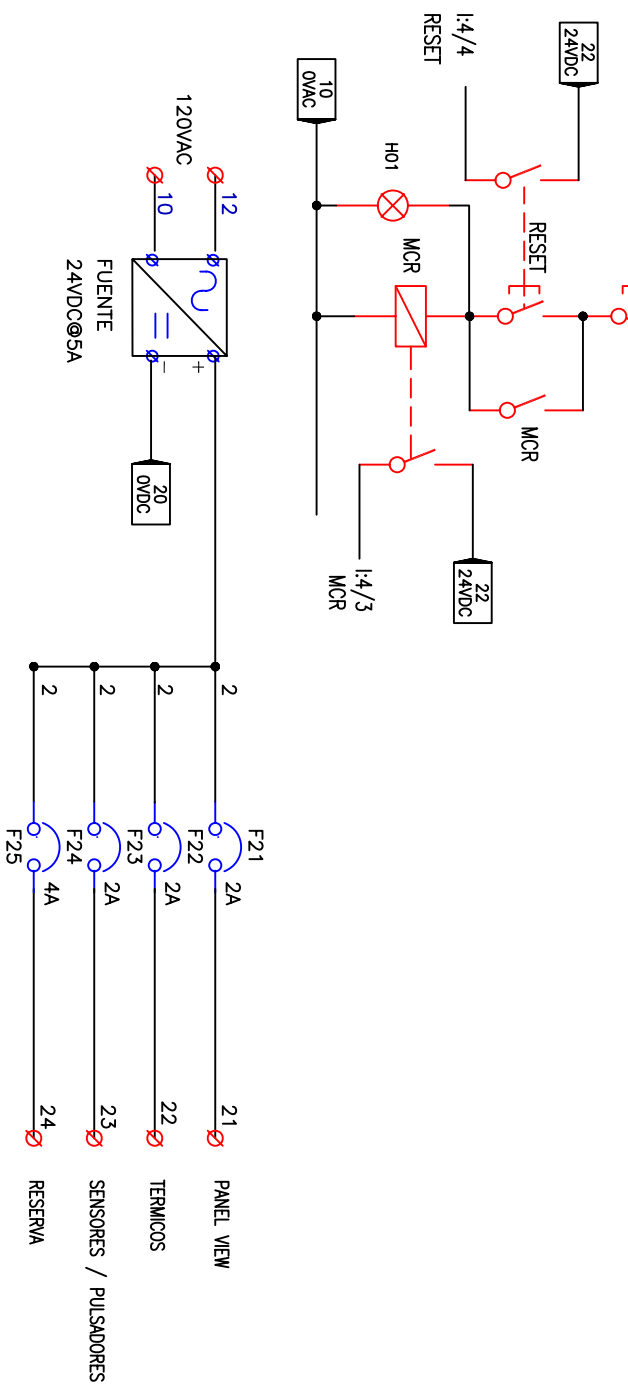 I:4/4
RESET
22
24VDC
10
0VAC
H01
RESET
MCR
MCR
22
24VDC
I:4/3
MCR
120VAC
12
10
FUENTE
24VDC@5A
+
–
20
0VDC
2
F21
2A
21
PANEL VIEW
2
F22
2A
22
TERMICOS
2
F23
2A
23
SENSORES / PULSADORES
2
F24
4A
24
RESERVA
F25